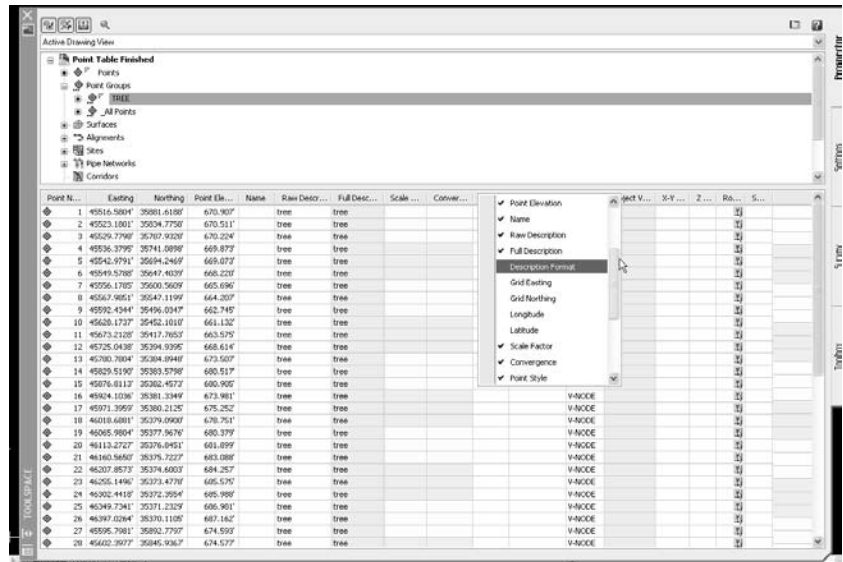 Active Drawing View
Point Table Finished
Points
Point Groups
TREE
_All Points
Surfaces
Alignments
Sites
Pipe Networks
Corridors
Prospector
Settings
Survey
Toolbox
TOOLSPACE
Point N... Easting Northing Point Ele... Name Raw Descr... Full Desc... Scale ... Conver... ject V... X-Y ... Z ... Ro... S...
1 45516.5804' 35881.6188' 670.907' tree tree
2 45523.1801' 35834.7758' 670.511' tree tree
3 45529.7798' 35787.9328' 670.224' tree tree
4 45536.3795' 35741.0898' 669.873' tree tree
5 45542.9791' 35694.2469' 669.073' tree tree
6 45549.5788' 35647.4039' 668.220' tree tree
7 45556.1785' 35600.5609' 665.696' tree tree
8 45567.9851' 35547.1199' 664.207' tree tree
9 45592.4344' 35496.0347' 662.745' tree tree
10 45628.1737' 35452.1018' 661.132' tree tree
11 45673.2128' 35417.7653' 663.575' tree tree
12 45725.0438' 35394.9395' 668.614' tree tree
13 45780.7804' 35384.8948' 673.507' tree tree
14 45829.5190' 35383.5798' 680.517' tree tree
15 45876.8113' 35382.4573' 680.905' tree tree
16 45924.1036' 35381.3349' 673.981' tree tree V-NODE
17 45971.3959' 35380.2125' 675.252' tree tree V-NODE
18 46018.6881' 35379.0900' 678.751' tree tree V-NODE
19 46065.9804' 35377.9676' 680.379' tree tree V-NODE
20 46113.2727' 35376.8451' 681.899' tree tree V-NODE
21 46160.5650' 35375.7227' 683.088' tree tree V-NODE
22 46207.8573' 35374.6003' 684.257' tree tree V-NODE
23 46255.1496' 35373.4778' 685.575' tree tree V-NODE
24 46302.4418' 35372.3554' 685.988' tree tree V-NODE
25 46349.7341' 35371.2329' 686.981' tree tree V-NODE
26 46397.0264' 35370.1105' 687.162' tree tree V-NODE
27 45595.7981' 35892.7797' 674.593' tree tree V-NODE
28 45602.3977' 35845.9367' 674.577' tree tree V-NODE
Point Elevation
Name
Raw Description
Full Description
Description Format
Grid Easting
Grid Northing
Longitude
Latitude
Scale Factor
Convergence
Point Style